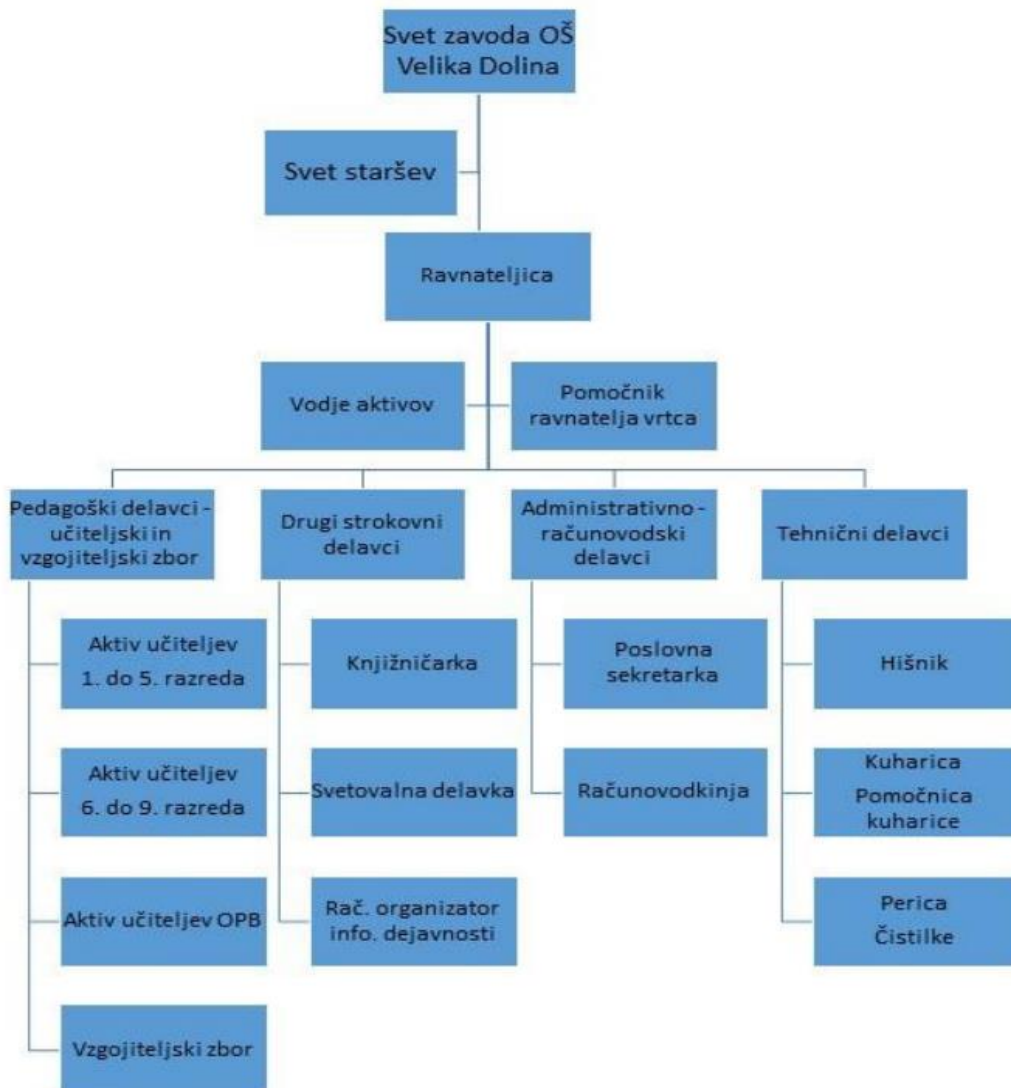 Svet zavoda OŠ
Velika Dolina
Svet staršev
Ravnateljica
Vodje aktivov
Pomočnik
ravnatelja vrtca
Pedagoški delavci -
učiteljski in
vzgojiteljski zbor
Drugi strokovni
delavci
Administrativno -
računovodski
delavci
Tehnični delavci
Aktiv učiteljev
1. do 5. razreda
Knjižničarka
Poslovna
sekretarka
Hišnik
Aktiv učiteljev
6. do 9. razreda
Svetovalna delavka
Računovodkinja
Kuharica
Pomočnica
kuharice
Aktiv učiteljev OPB
Rač. organizator
info. dejavnosti
Perica
Čistilke
Vzgojiteljski zbor